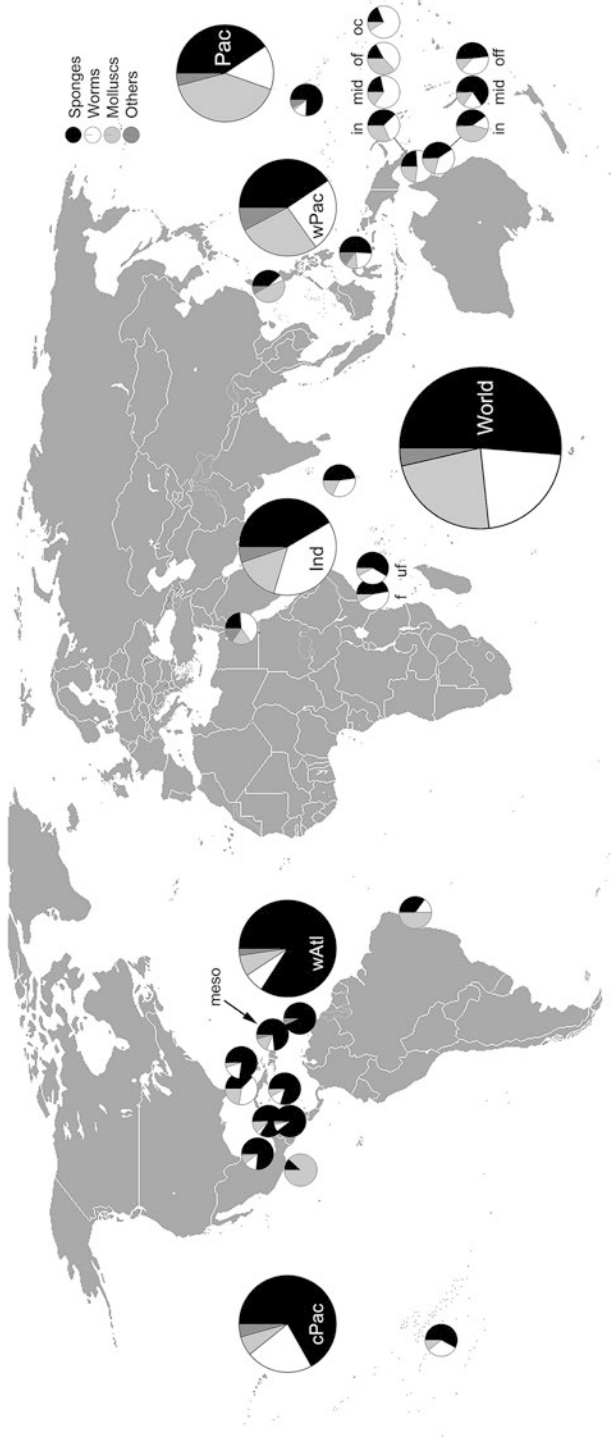 Sponges
Worms
Molluscs
Others
Pac
wPac
in mid of oc
in mid off
Ind
f uf
World
meso
wAtl
cPac